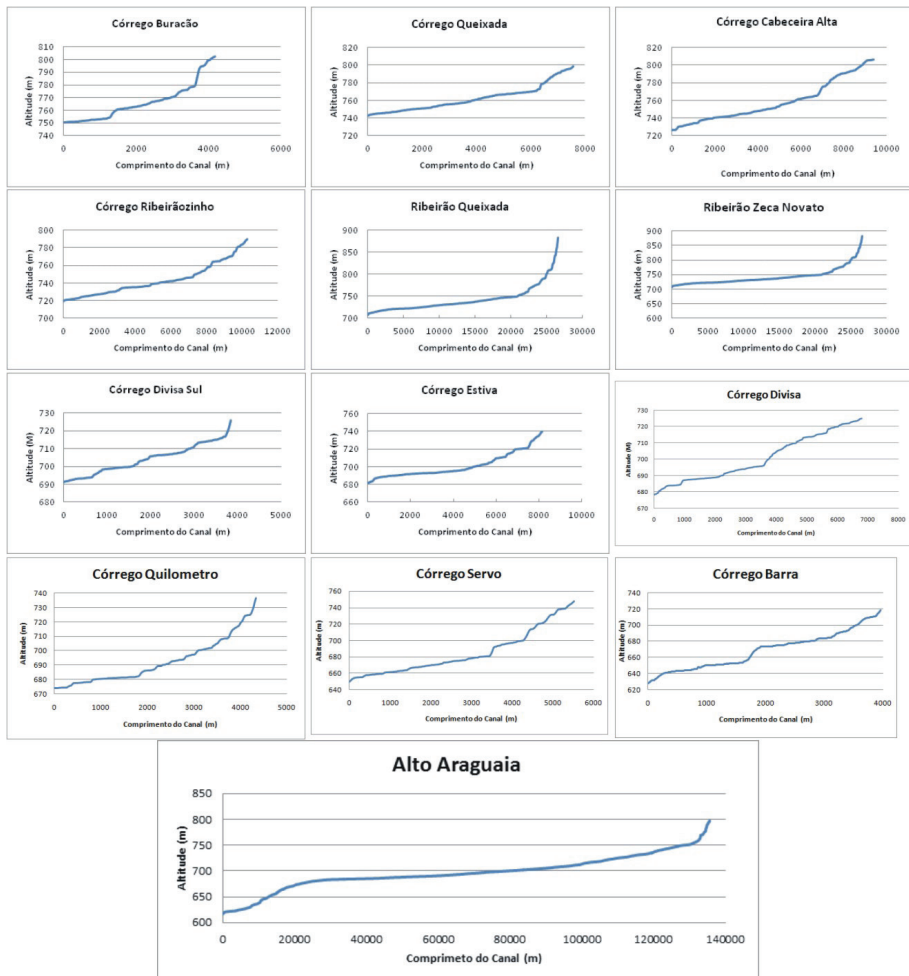 Córrego Buracão
Altitude (m)
810
800
790
780
770
760
750
740
0 2000 4000 6000
Comprimento do Canal (m)
Córrego Queixada
Altitude (m)
820
800
780
760
740
720
0 2000 4000 6000 8000
Comprimento do Canal (m)
Córrego Cabeceira Alta
Altitude (m)
820
800
780
760
740
720
0 2000 4000 6000 8000 10000
Comprimento do Canal (m)
Córrego Ribeirãozinho
Altitude (m)
800
780
760
740
720
700
0 2000 4000 6000 8000 10000 12000
Comprimento do Canal (m)
Ribeirão Queixada
Altitude (m)
900
850
800
750
700
0 5000 10000 15000 20000 25000 30000
Comprimento do Canal (m)
Ribeirão Zeca Novato
Altitude (m)
900
850
800
750
700
650
600
0 5000 10000 15000 20000 25000 30000
Comprimento do Canal (m)
Córrego Divisa Sul
Altitude (M)
730
720
710
700
690
680
0 1000 2000 3000 4000 5000
Comprimento do Canal (m)
Córrego Estiva
Altitude (m)
760
740
720
700
680
660
0 2000 4000 6000 8000 10000
Comprimento do Canal (m)
Córrego Divisa
Altitude (M)
730
720
710
700
690
680
670
0 1000 2000 3000 4000 5000 6000 7000 8000
Comprimento do Canal (m)
Córrego Quilometro
Altitude (m)
740
730
720
710
700
690
680
670
0 1000 2000 3000 4000 5000
Comprimento do Canal (m)
Córrego Servo
Altitude (m)
760
740
720
700
680
660
640
0 1000 2000 3000 4000 5000 6000
Comprimento do Canal (m)
Córrego Barra
Altitude (m)
740
720
700
680
660
640
620
0 1000 2000 3000 4000
Comprimento do Canal (m)
Alto Araguaia
Altitude (m)
850
800
750
700
650
600
0 20000 40000 60000 80000 100000 120000 140000
Comprimeto do Canal (m)